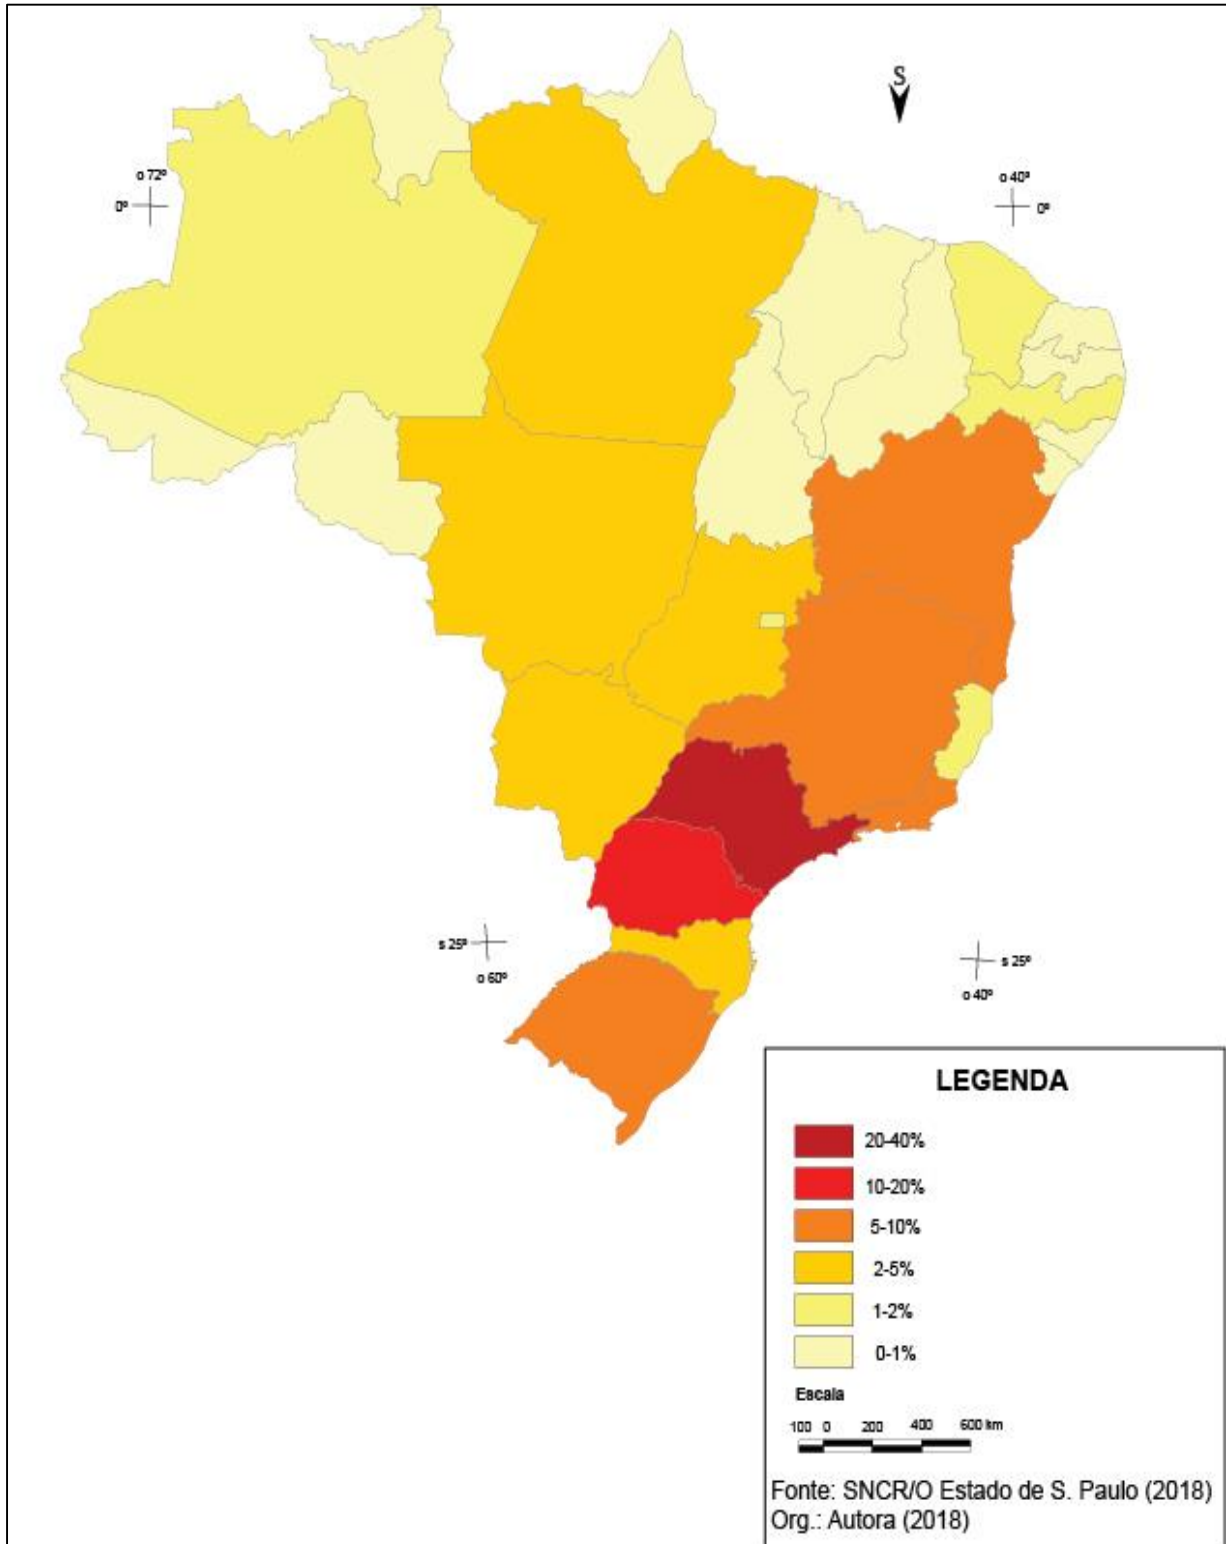 S
o 72º
0º
o 40º
0º
s 25º
o 60º
s 25º
o 40º
LEGENDA
20-40%
10-20%
5-10%
2-5%
1-2%
0-1%
Escala
100 0 200 400 600 km
Fonte: SNCR/O Estado de S. Paulo (2018)
Org.: Autora (2018)